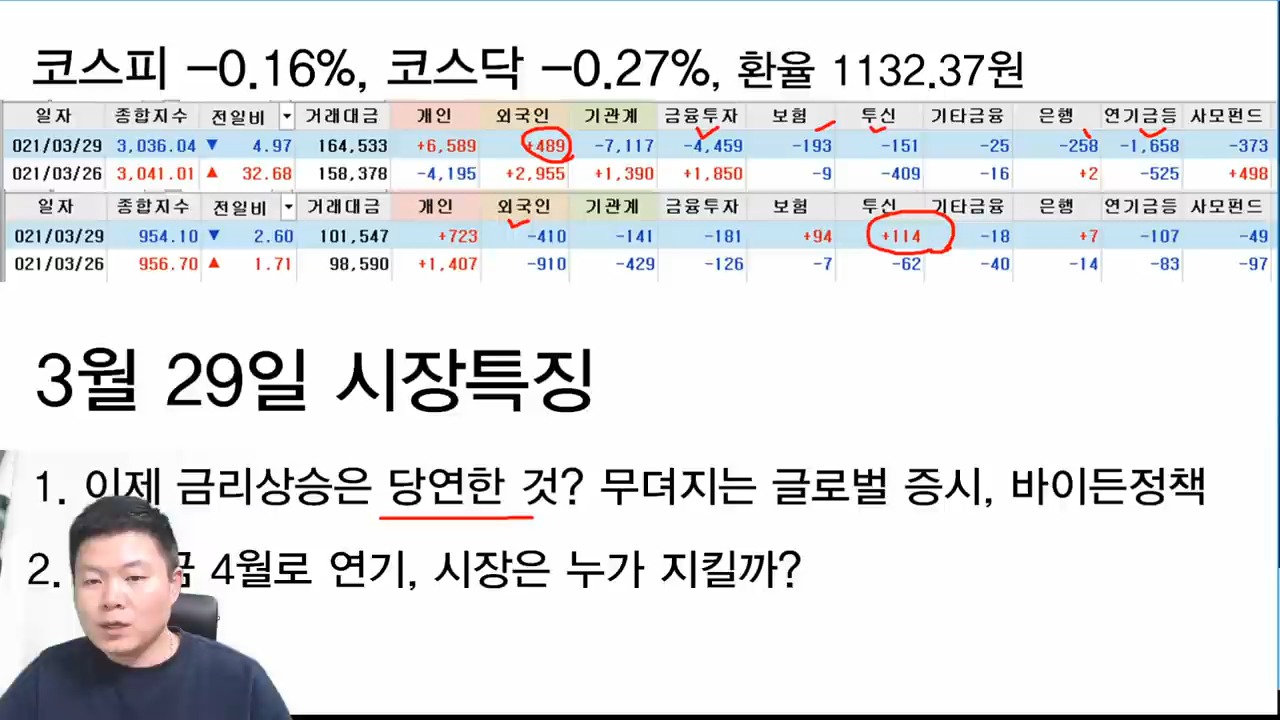 코스피 -0.16%, 코스닥 -0.27%, 환율 1132.37원
일자 종합지수 전일비 거래대금 개인 외국인 기관계 금융투자 보험 투신 기타금융 은행 연기금등 사모펀드
021/03/29 3,036.04 ▼ 4.97 164,533 +6,589 +489 -7,117 -4,459 -193 -151 -25 -258 -1,658 -373
021/03/26 3,041.01 ▲ 32.68 158,378 -4,195 +2,955 +1,390 +1,850 -9 -409 -16 +2 -525 +498
일자 종합지수 전일비 거래대금 개인 외국인 기관계 금융투자 보험 투신 기타금융 은행 연기금등 사모펀드
021/03/29 954.10 ▼ 2.60 101,547 +723 -410 -141 -181 +94 +114 -18 +7 -107 -49
021/03/26 956.70 ▲ 1.71 98,590 +1,407 -910 -429 -126 -7 -62 -40 -14 -83 -97
3월 29일 시장특징
1. 이제 금리상승은 당연한 것? 무뎌지는 글로벌 증시, 바이든정책
2. 4월로 연기, 시장은 누가 지킬까?